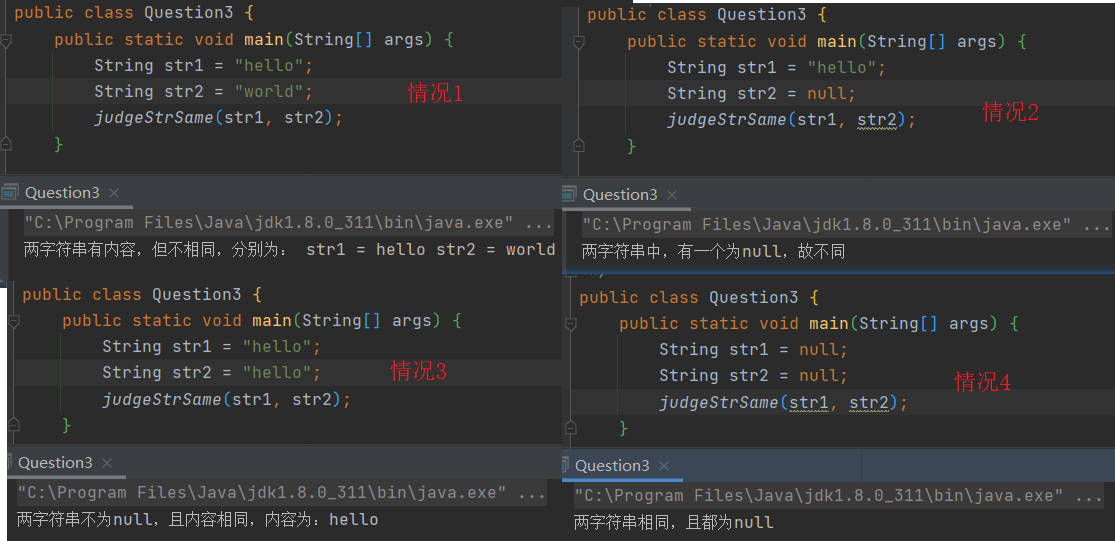 public class Question3 {
public static void main(String[] args) {
String str1 = "hello";
String str2 = "world";
情况1
judgeStrSame(str1, str2);
}
Question3 ×
"C:\Program Files\Java\jdk1.8.0_311\bin\java.exe" ...
两字符串有内容，但不相同，分别为： str1 = hello str2 = world
public class Question3 {
public static void main(String[] args) {
String str1 = "hello";
String str2 = null;
情况2
judgeStrSame(str1, str2);
}
Question3 ×
"C:\Program Files\Java\jdk1.8.0_311\bin\java.exe" ...
两字符串中，有一个为null，故不同
public class Question3 {
public static void main(String[] args) {
String str1 = "hello";
String str2 = "hello";
情况3
judgeStrSame(str1, str2);
}
Question3 ×
"C:\Program Files\Java\jdk1.8.0_311\bin\java.exe" ...
两字符串不为null，且内容相同，内容为：hello
public class Question3 {
public static void main(String[] args) {
String str1 = null;
String str2 = null;
情况4
judgeStrSame(str1, str2);
}
Question3 ×
"C:\Program Files\Java\jdk1.8.0_311\bin\java.exe" ...
两字符串相同，且都为null